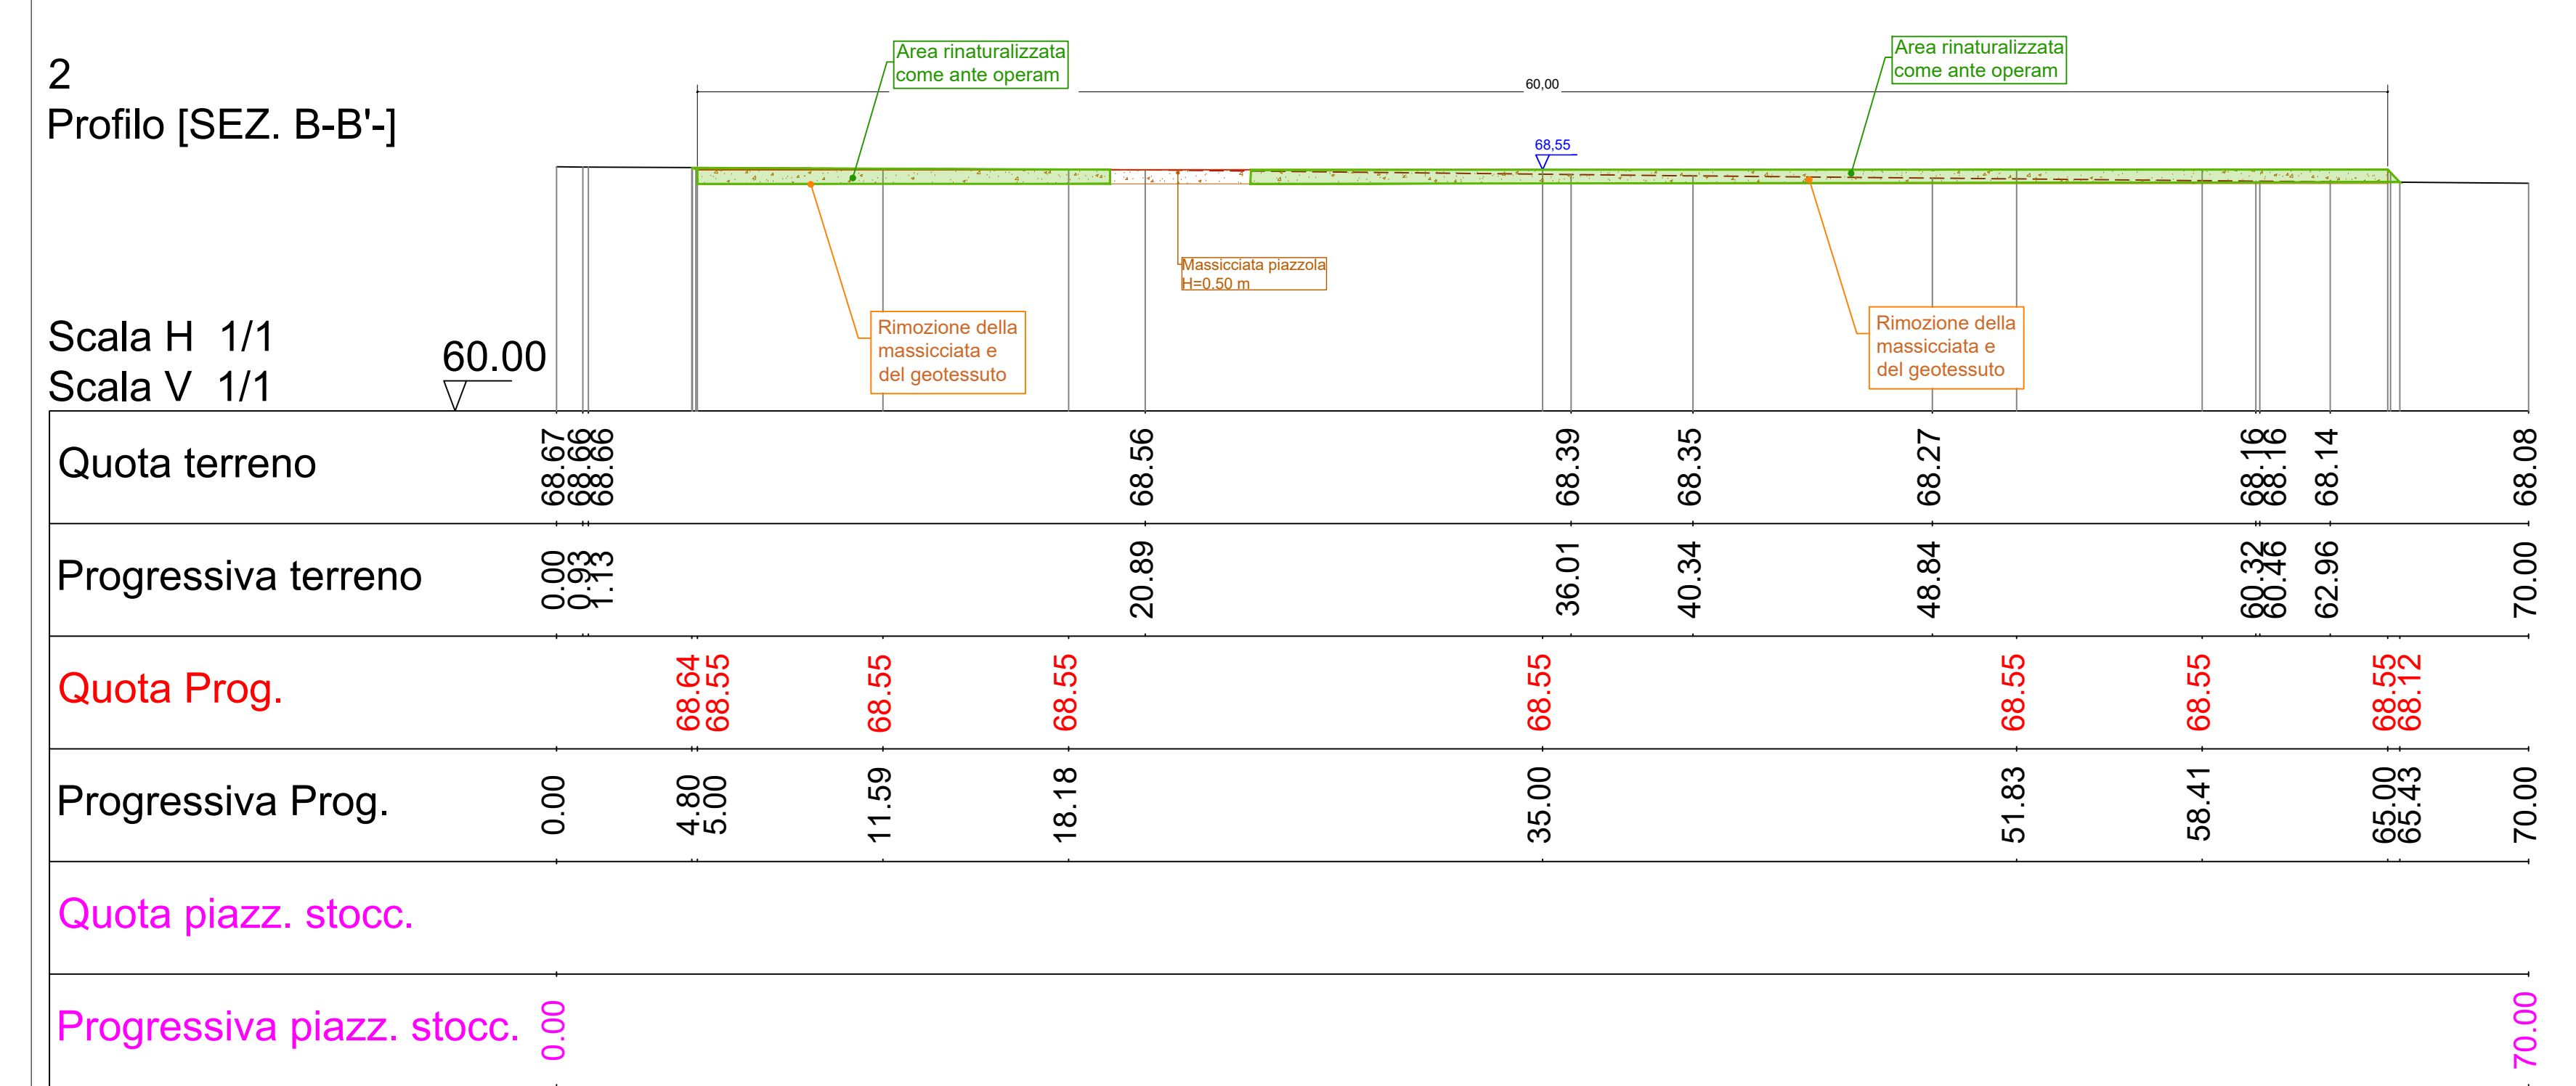 2
Profilo [SEZ. B-B'-]
Area rinaturalizzata
come ante operam
60,00
Area rinaturalizzata
come ante operam
68,55
Massicciata piazzola
H=0.50 m
Rimozione della
massicciata e
del geotessuto
Rimozione della
massicciata e
del geotessuto
Scala H 1/1
Scala V 1/1
60.00
Quota terreno 68.67 68.66 68.66 68.56 68.39 68.35 68.27 68.16 68.16 68.14 68.08
Progressiva terreno 0.00 0.93 1.13 20.89 36.01 40.34 48.84 60.32 60.46 62.96 70.00
Quota Prog. 68.64 68.55 68.55 68.55 68.55 68.55 68.55 68.55 68.12
Progressiva Prog. 0.00 4.80 5.00 11.59 18.18 35.00 51.83 58.41 65.00 65.43 70.00
Quota piazz. stocc.
Progressiva piazz. stocc. 0.00 70.00